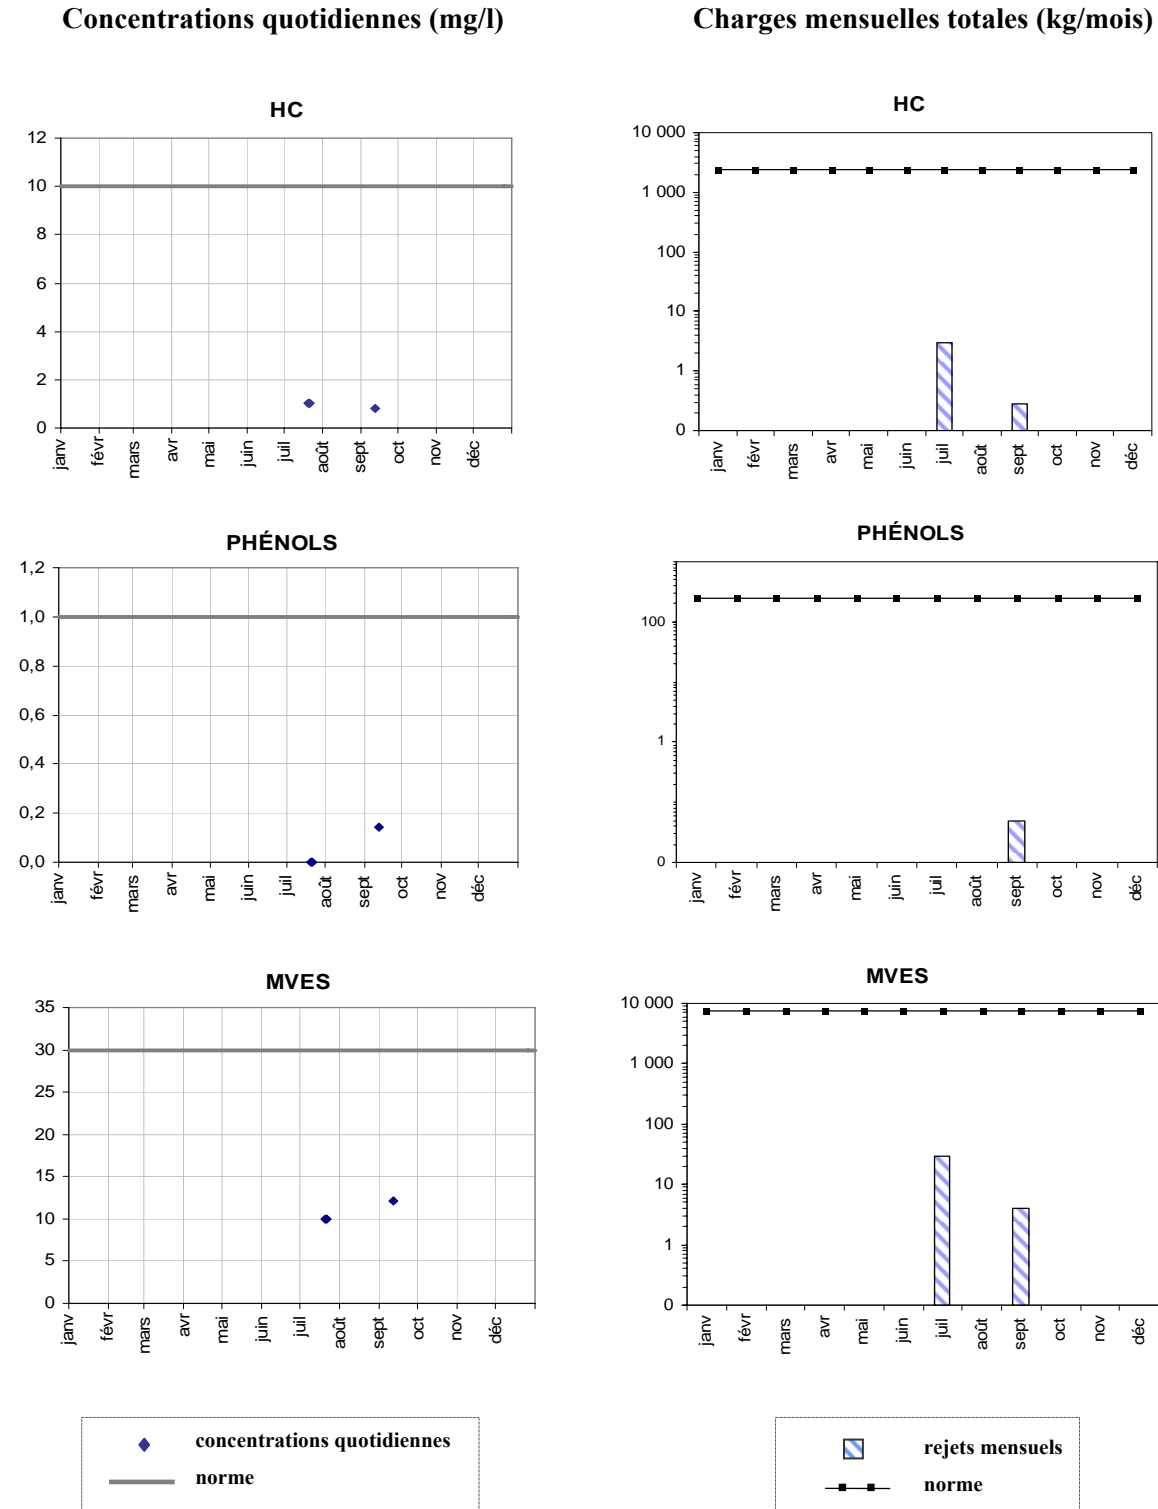 Concentrations quotidiennes (mg/l)
Charges mensuelles totales (kg/mois)
HC
12
10
8
6
4
2
0
janv févr mars avr mai juin juil août sept oct nov déc
HC
10 000
1 000
100
10
1
0
janv févr mars avr mai juin juil août sept oct nov déc
PHÉNOLS
1,2
1,0
0,8
0,6
0,4
0,2
0,0
janv févr mars avr mai juin juil août sept oct nov déc
PHÉNOLS
100
1
0
janv févr mars avr mai juin juil août sept oct nov déc
MVES
35
30
25
20
15
10
5
0
janv févr mars avr mai juin juil août sept oct nov déc
MVES
10 000
1 000
100
10
1
0
janv févr mars avr mai juin juil août sept oct nov déc
concentrations quotidiennes
norme
rejets mensuels
norme